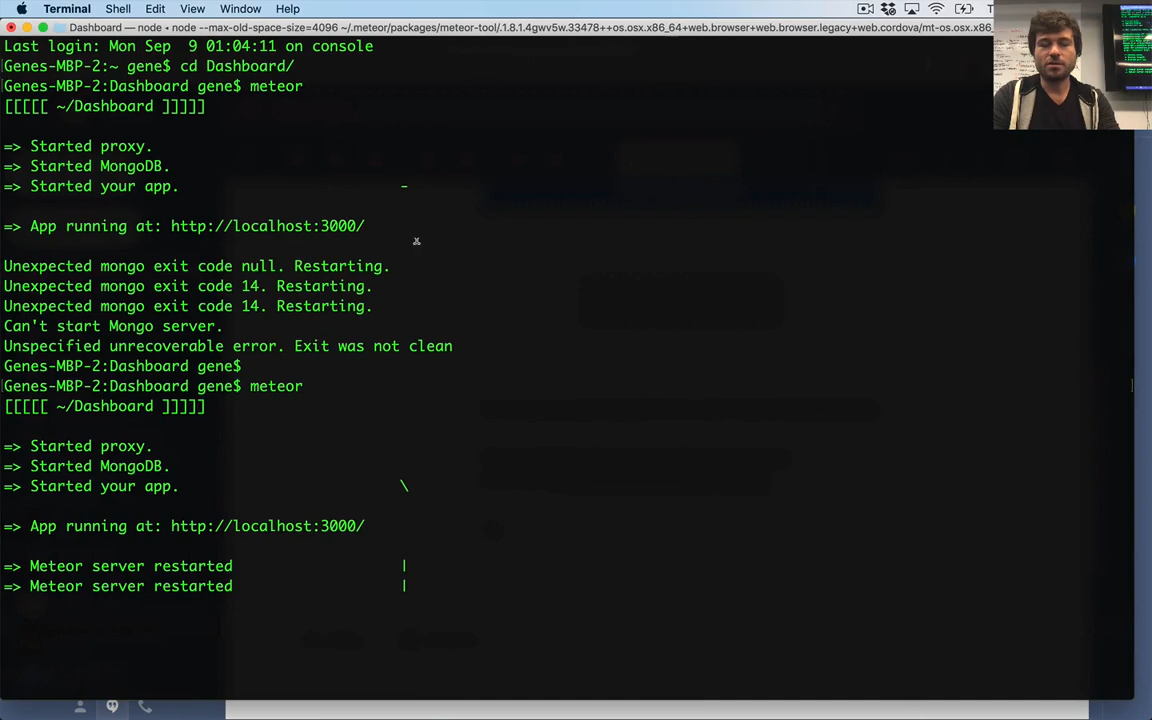 Terminal Shell Edit View Window Help
Dashboard — node ◂ node --max-old-space-size=4096 ~/.meteor/packages/meteor-tool/.1.8.1.4gwv5w.33478++os.osx.x86_64+web.browser+web.browser.legacy+web.cordova/mt-os.osx.x86_64/
Last login: Mon Sep  9 01:04:11 on console
Genes-MBP-2:~ gene$ cd Dashboard/
[Genes-MBP-2:Dashboard gene$ meteor
[[[[[ ~/Dashboard ]]]]]
=> Started proxy.
=> Started MongoDB.
=> Started your app. -
=> App running at: http://localhost:3000/
Unexpected mongo exit code null. Restarting.
Unexpected mongo exit code 14. Restarting.
Unexpected mongo exit code 14. Restarting.
Can't start Mongo server.
Unspecified unrecoverable error. Exit was not clean
Genes-MBP-2:Dashboard gene$
[Genes-MBP-2:Dashboard gene$ meteor
[[[[[ ~/Dashboard ]]]]]
=> Started proxy.
=> Started MongoDB.
=> Started your app. \
=> App running at: http://localhost:3000/
=> Meteor server restarted |
=> Meteor server restarted |